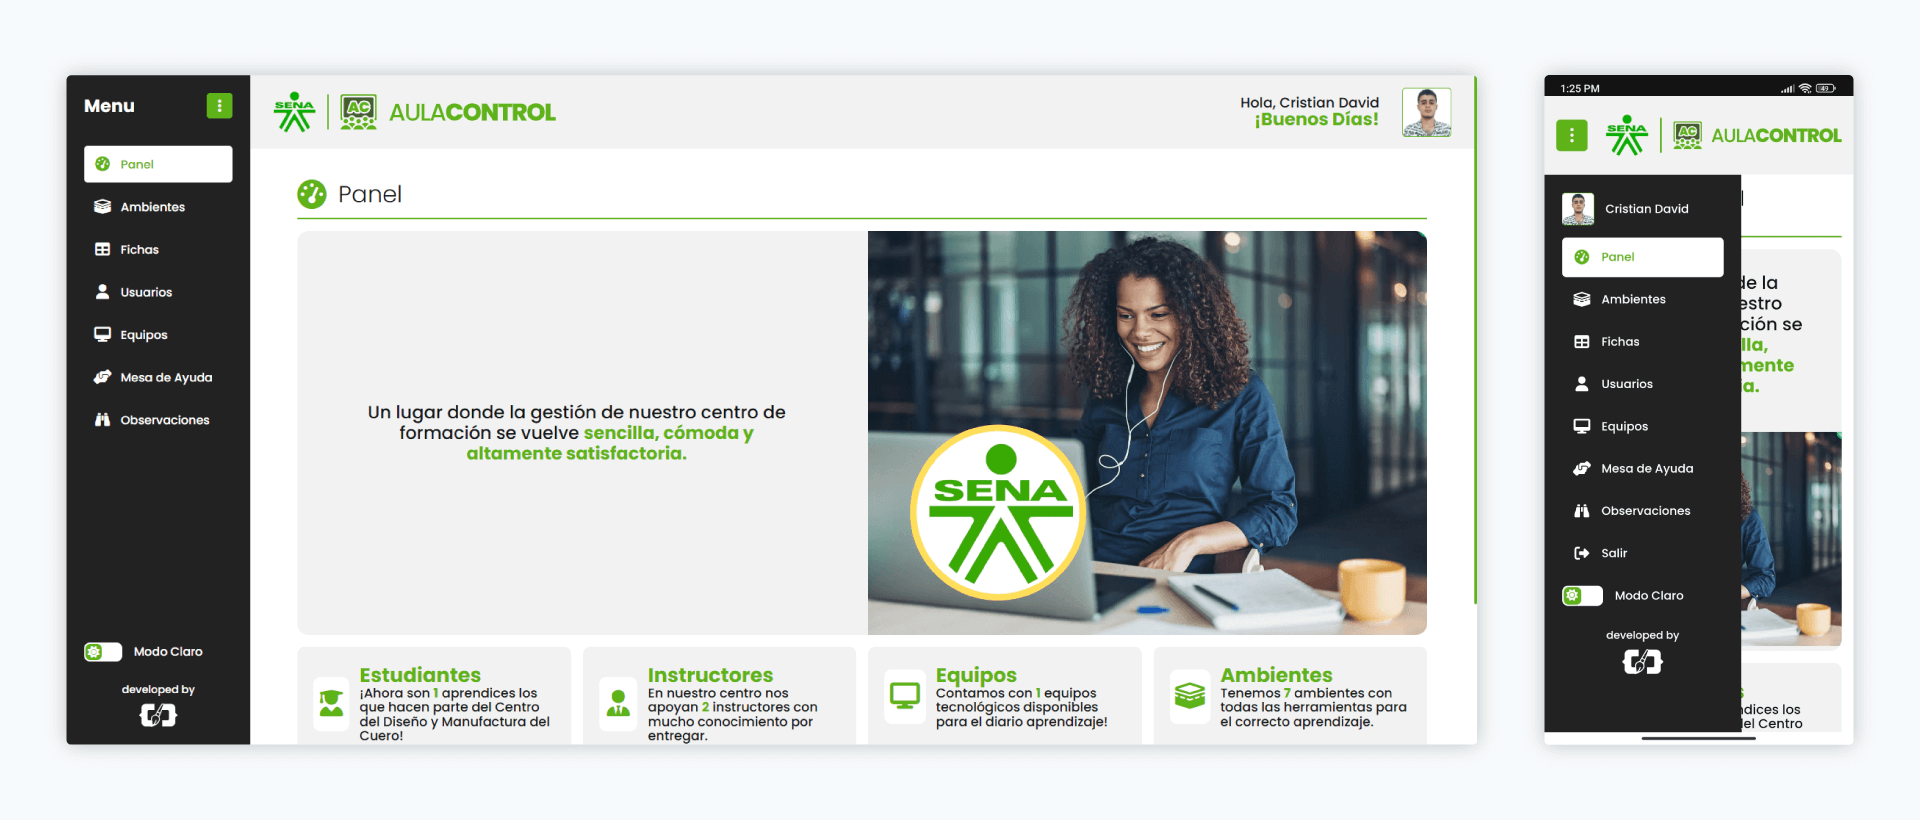 Menu
Panel
Ambientes
Fichas
Usuarios
Equipos
Mesa de Ayuda
Observaciones
Modo Claro
developed by
SENA
AC
AULACONTROL
Hola, Cristian David
¡Buenos Días!
Panel
Un lugar donde la gestión de nuestro centro de
formación se vuelve sencilla, cómoda y
altamente satisfactoria.
SENA
Estudiantes
¡Ahora son 1 aprendices los
que hacen parte del Centro
del Diseño y Manufactura del
Cuero!
Instructores
En nuestro centro nos
apoyan 2 instructores con
mucho conocimiento por
entregar.
Equipos
Contamos con 1 equipos
tecnológicos disponibles
para el diario aprendizaje!
Ambientes
Tenemos 7 ambientes con
todas las herramientas para
el correcto aprendizaje.
1:25 PM
49
SENA
AC
AULACONTROL
Cristian David
Panel
Ambientes
Fichas
Usuarios
Equipos
Mesa de Ayuda
Observaciones
Salir
Modo Claro
developed by
de la
estro
ción se
lla,
mente
a.
s
ndices los
del Centro